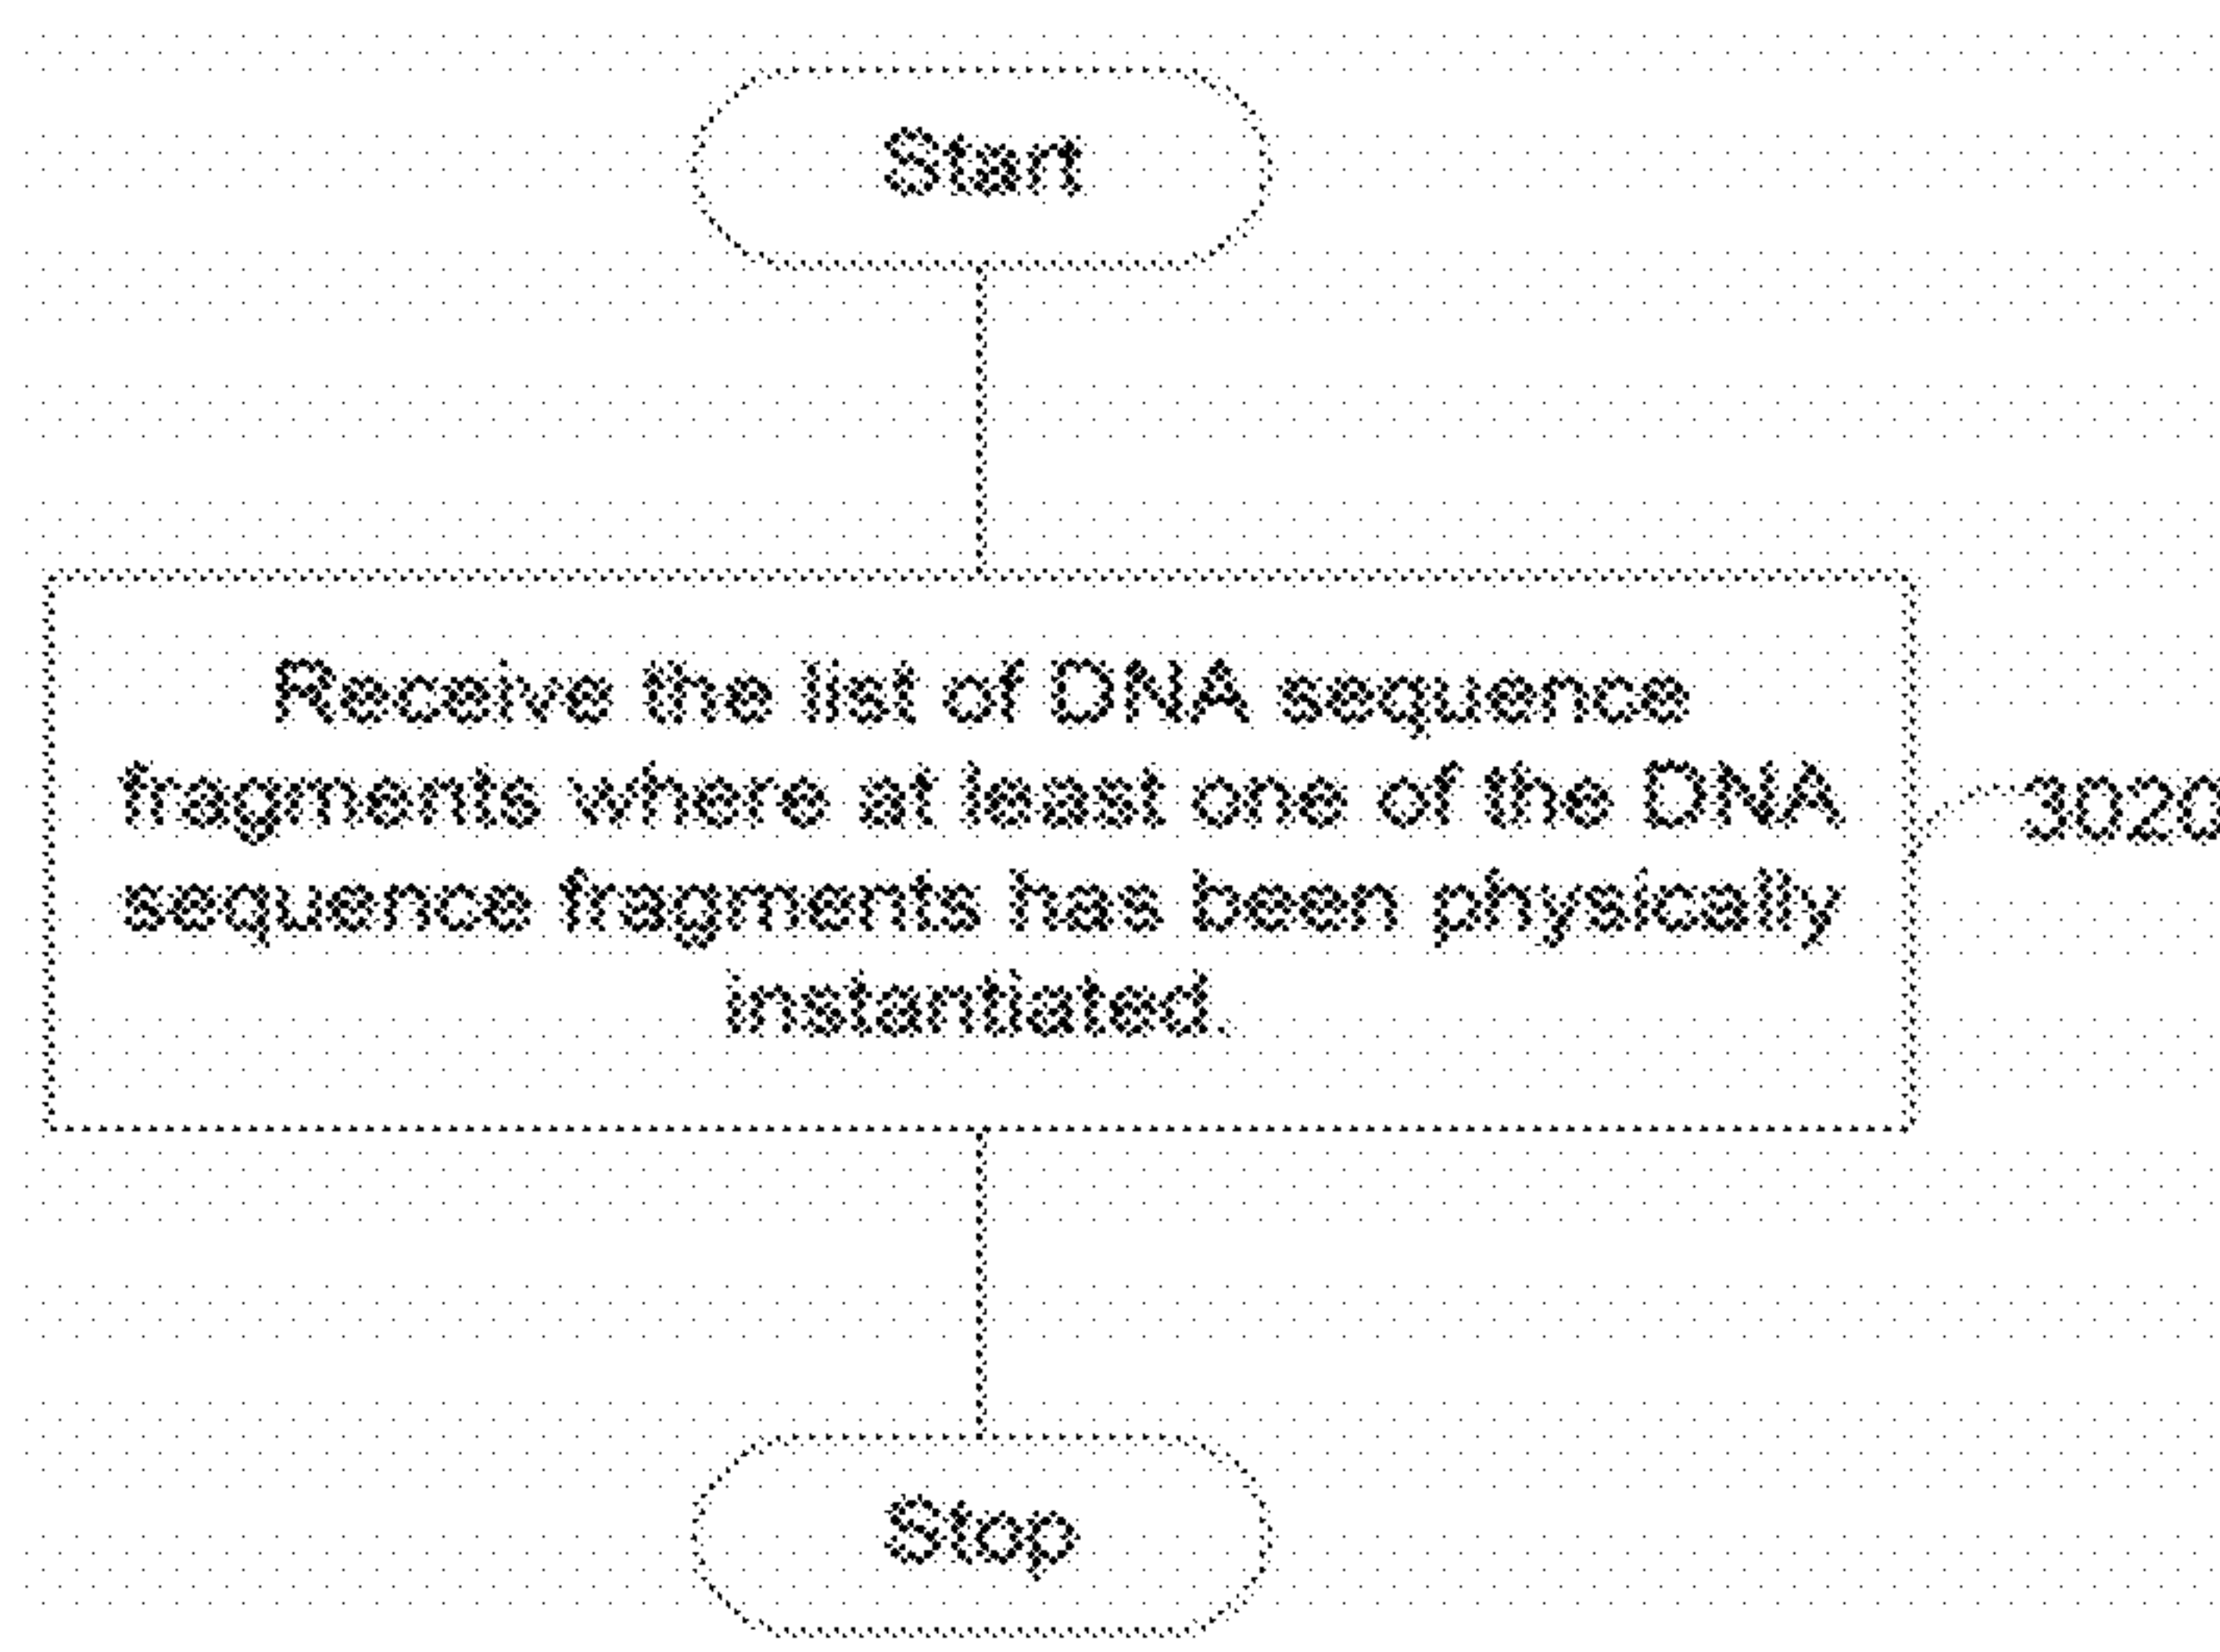 Start
Receive the list of DNA sequence
fragments where at least one of the DNA
sequence fragments has been physically
instantiated.
3020
Stop